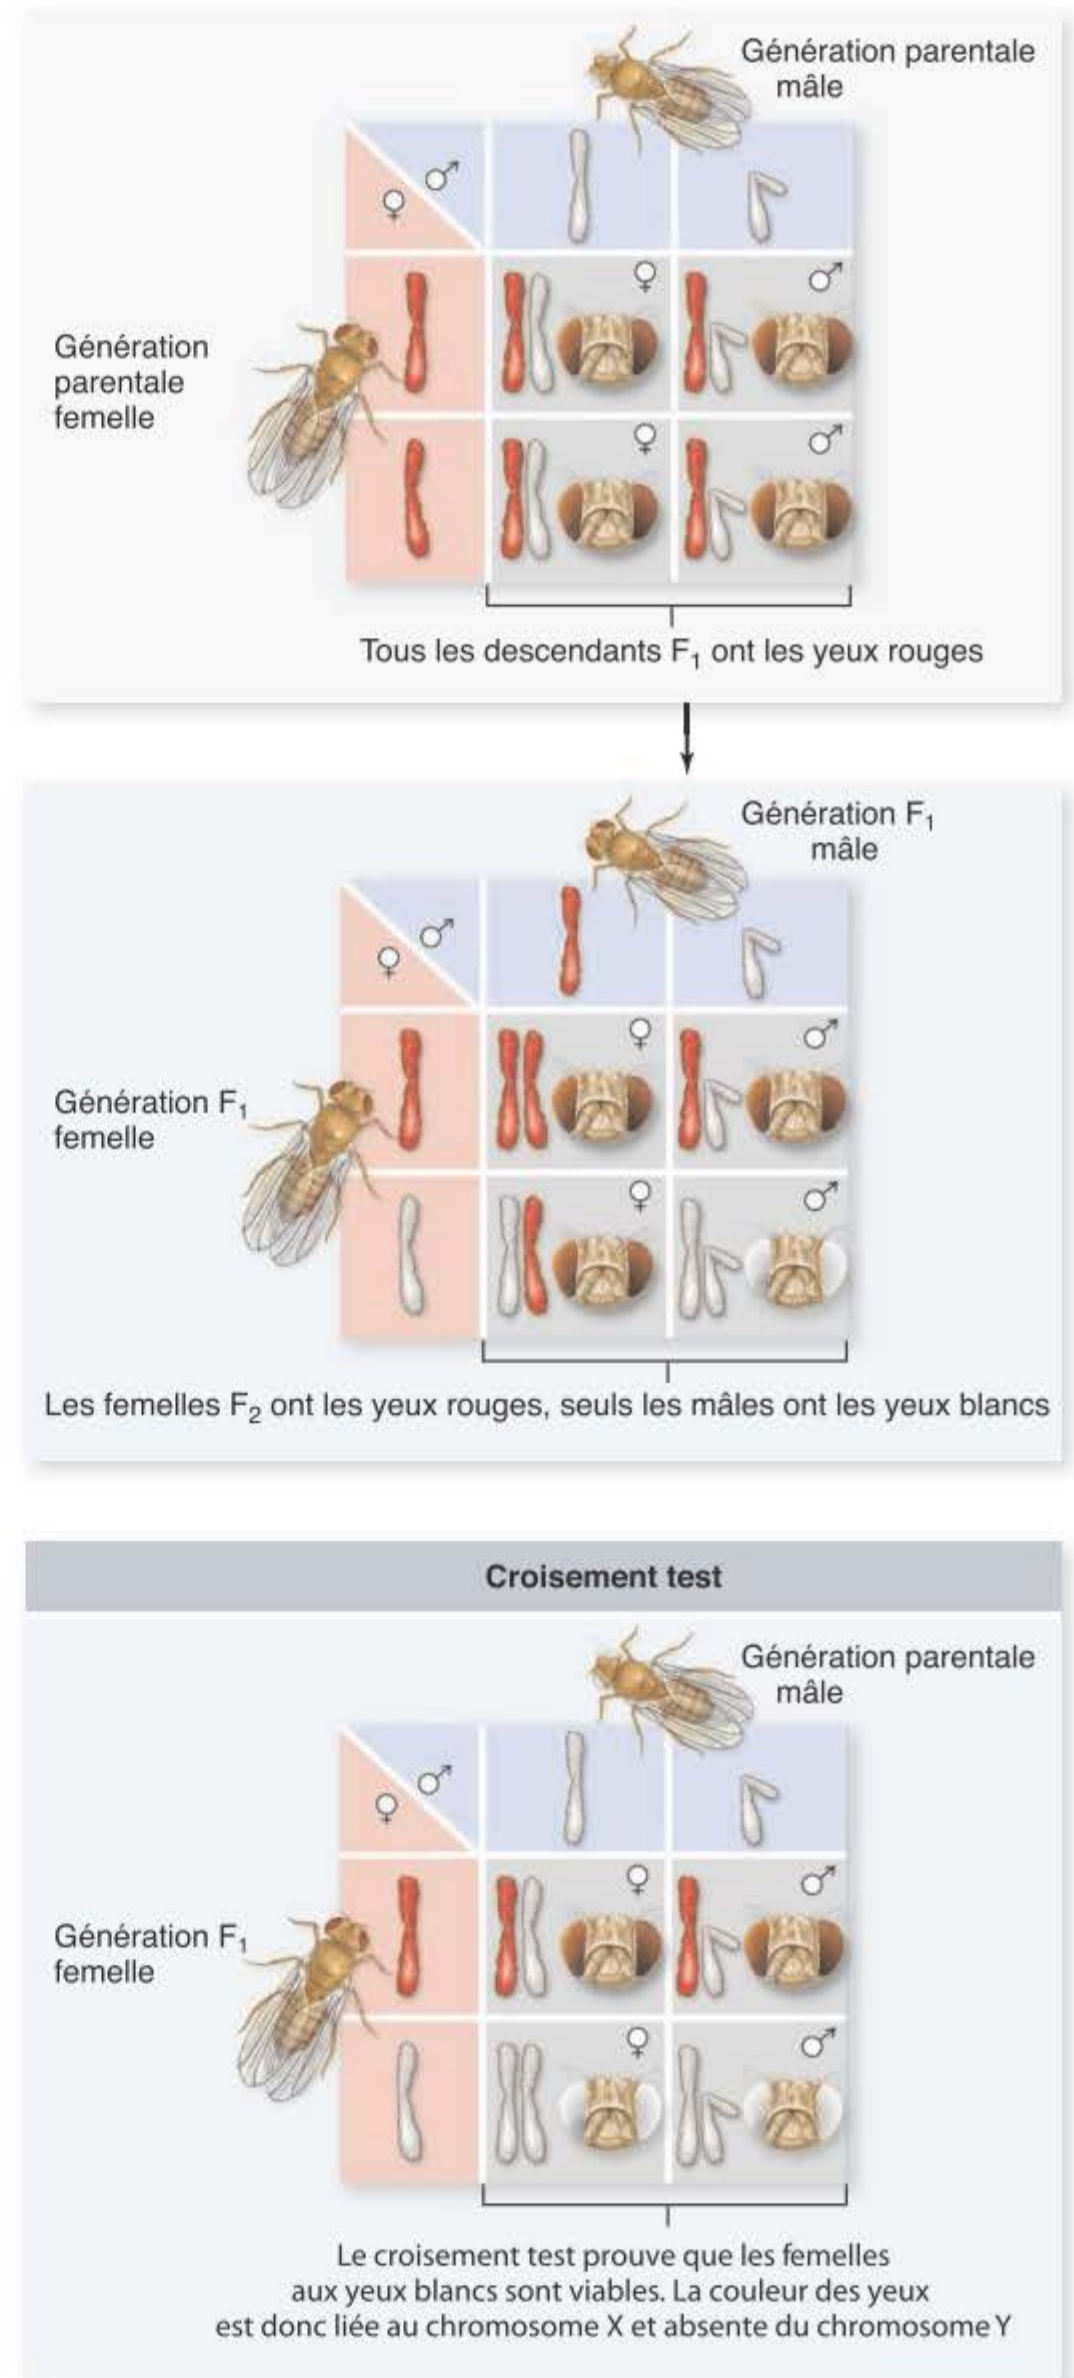 Génération parentale
mâle
♀ ♂
Génération
parentale
femelle
♀ ♂
♀ ♂
Tous les descendants F₁ ont les yeux rouges
Génération F₁
mâle
♀ ♂
Génération F₁
femelle
♀ ♂
♀ ♂
Les femelles F₂ ont les yeux rouges, seuls les mâles ont les yeux blancs
Croisement test
Génération parentale
mâle
♀ ♂
Génération F₁
femelle
♀ ♂
♀ ♂
Le croisement test prouve que les femelles
aux yeux blancs sont viables. La couleur des yeux
est donc liée au chromosome X et absente du chromosome Y